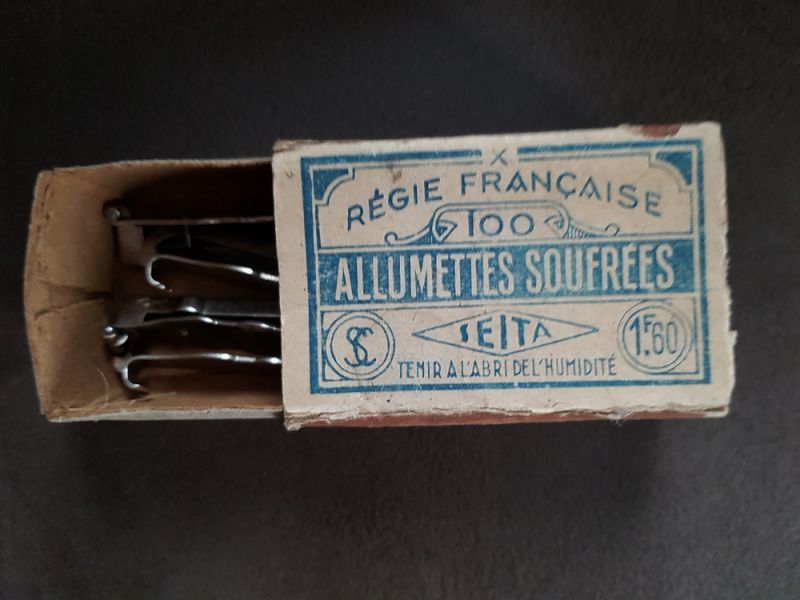 X
RÉGIE FRANÇAISE
100
ALLUMETTES SOUFRÉES
SC
SEITA
1F.60
TENIR A L'ABRI DE L'HUMIDITÉ